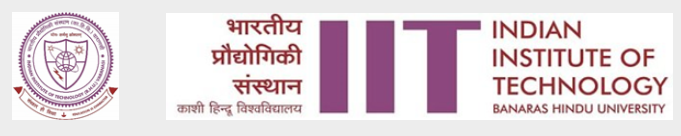 भारतीय
प्रौद्योगिकी
संस्थान
काशी हिन्दू विश्वविद्यालय
IIT
INDIAN
INSTITUTE OF
TECHNOLOGY
BANARAS HINDU UNIVERSITY